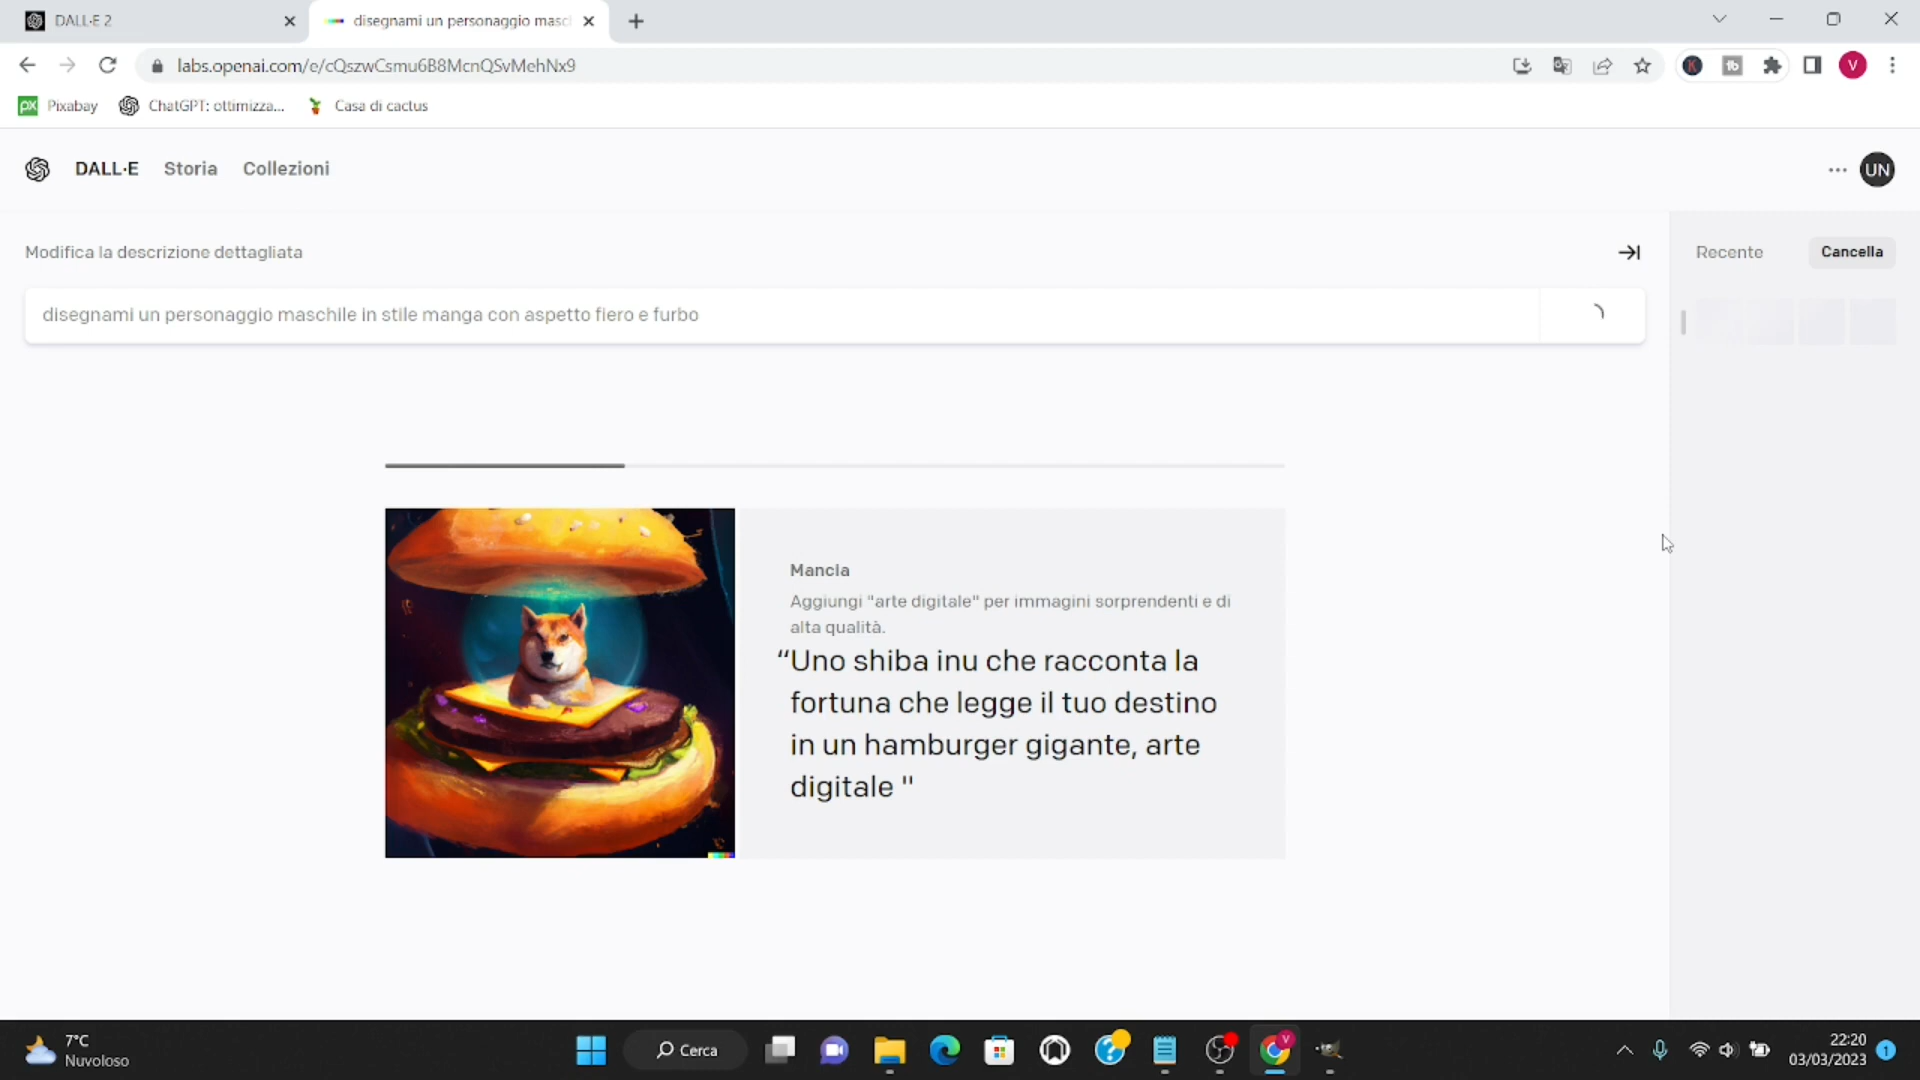 DALL·E 2
disegnami un personaggio masc
labs.openai.com/e/cQszwCsmu6B8McnQSvMehNx9
V
px Pixabay
ChatGPT: ottimizza...
Casa di cactus
DALL·E
Storia
Collezioni
UN
Modifica la descrizione dettagliata
Recente
Cancella
disegnami un personaggio maschile in stile manga con aspetto fiero e furbo
Mancia
Aggiungi "arte digitale" per immagini sorprendenti e di
alta qualità.
“Uno shiba inu che racconta la
fortuna che legge il tuo destino
in un hamburger gigante, arte
digitale "
7°C
Nuvoloso
Cerca
V
22:20
03/03/2023
1